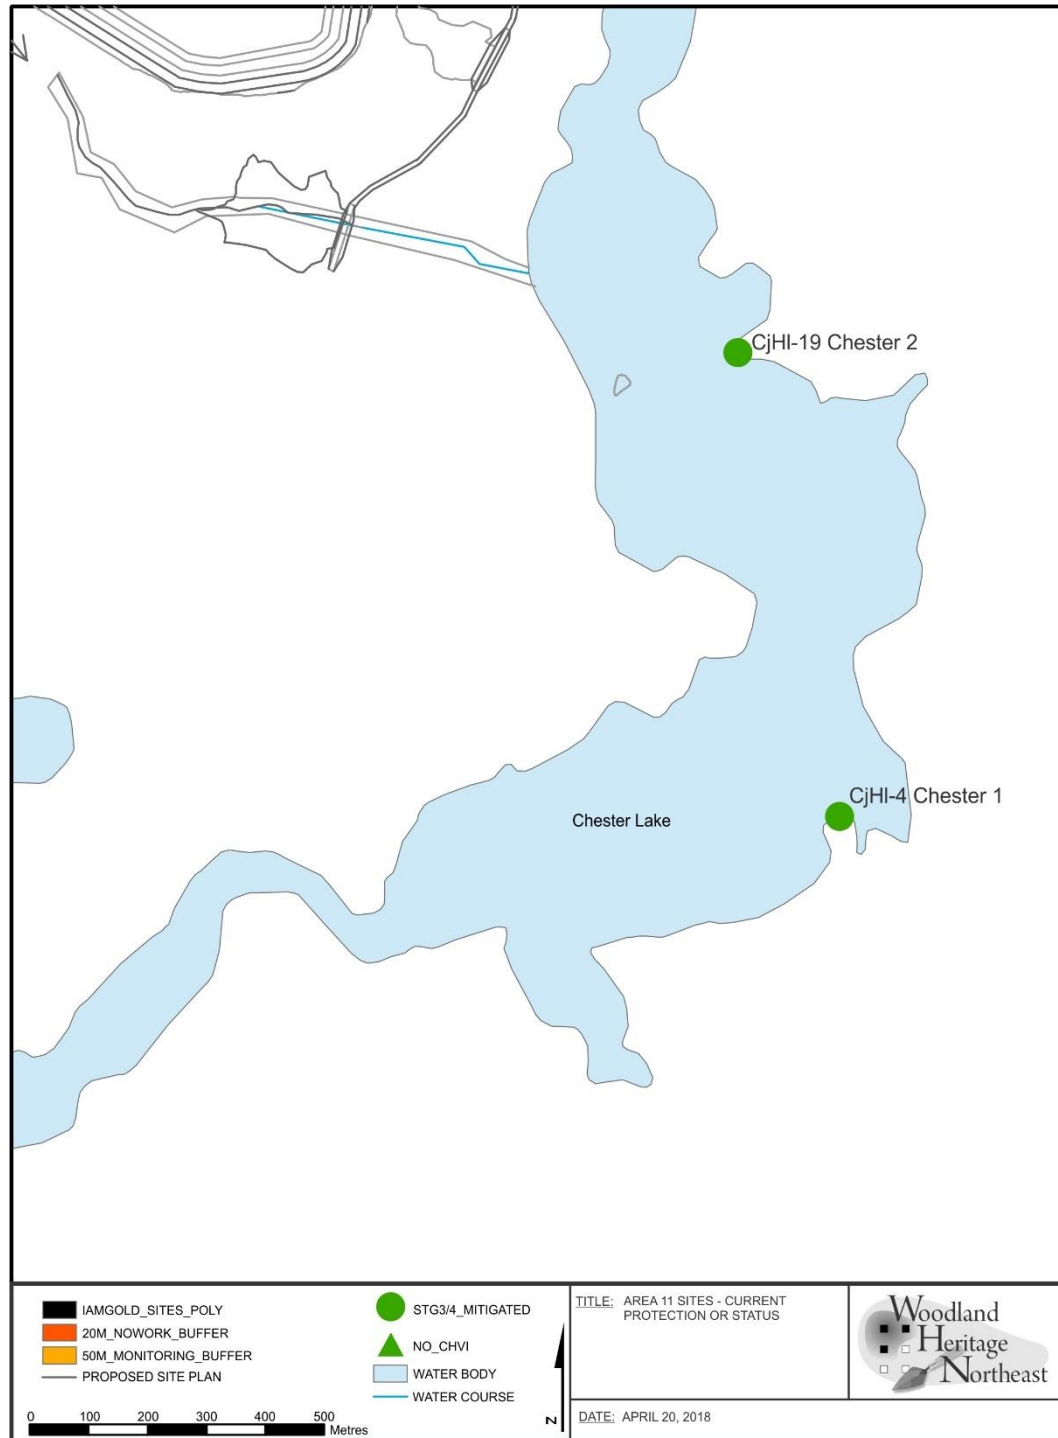 CjHI-19 Chester 2
CjHI-4 Chester 1
Chester Lake
IAMGOLD_SITES_POLY
20M_NOWORK_BUFFER
50M_MONITORING_BUFFER
PROPOSED SITE PLAN
0 100 200 300 400 500
Metres
STG3/4_MITIGATED
NO_CHVI
WATER BODY
WATER COURSE
N
TITLE: AREA 11 SITES - CURRENT
PROTECTION OR STATUS
DATE: APRIL 20, 2018
Woodland
Heritage
Northeast